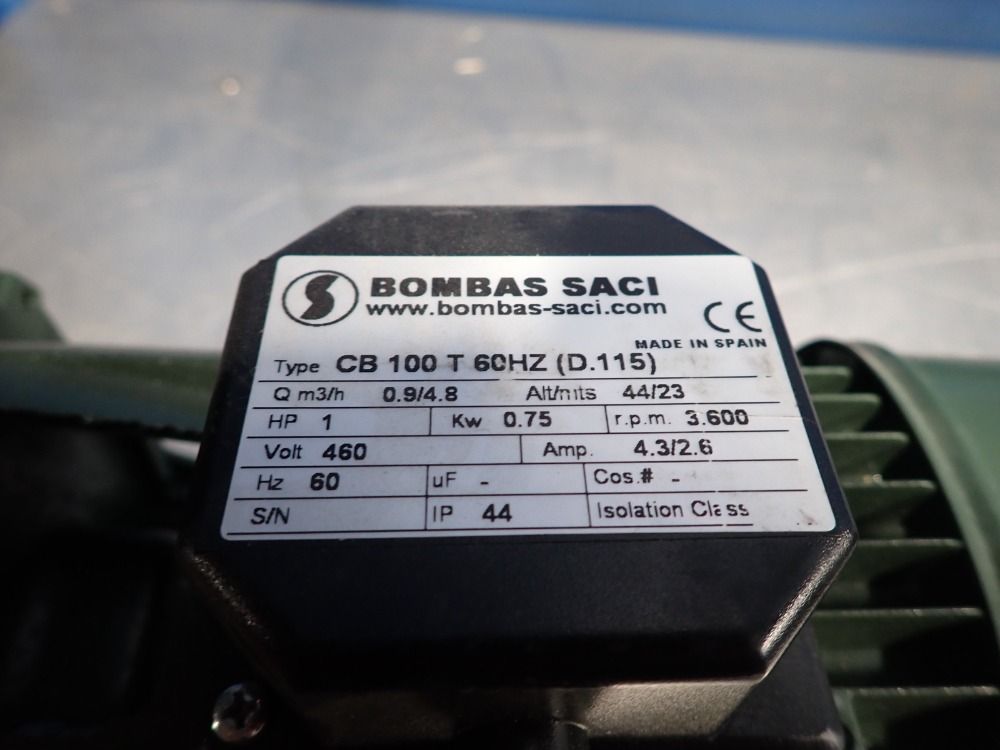 BOMBAS SACI
www.bombas-saci.com
CE
MADE IN SPAIN
Type CB 100 T 60HZ (D.115)
Q m3/h 0.9/4.8 Alt/mts 44/23
HP 1 Kw 0.75 r.p.m. 3.600
Volt 460 Amp. 4.3/2.6
Hz 60 uF - Cos.# -
S/N IP 44 Isolation Class